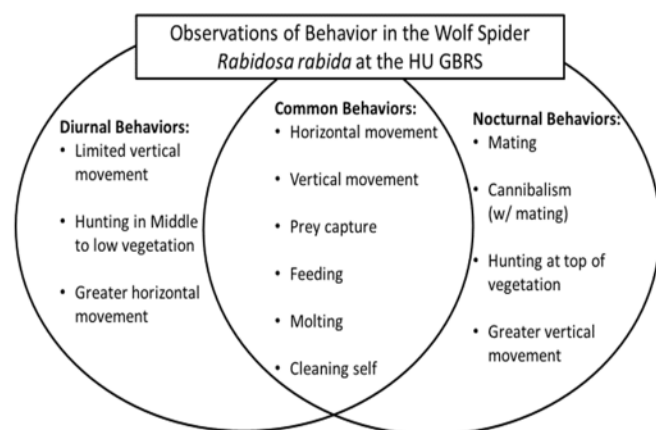 Observations of Behavior in the Wolf Spider
Rabidosa rabida at the HU GBRS
Diurnal Behaviors:
• Limited vertical
movement
• Hunting in Middle
to low vegetation
• Greater horizontal
movement
Common Behaviors:
• Horizontal movement
• Vertical movement
• Prey capture
• Feeding
• Molting
• Cleaning self
Nocturnal Behaviors:
• Mating
• Cannibalism
(w/ mating)
• Hunting at top of
vegetation
• Greater vertical
movement